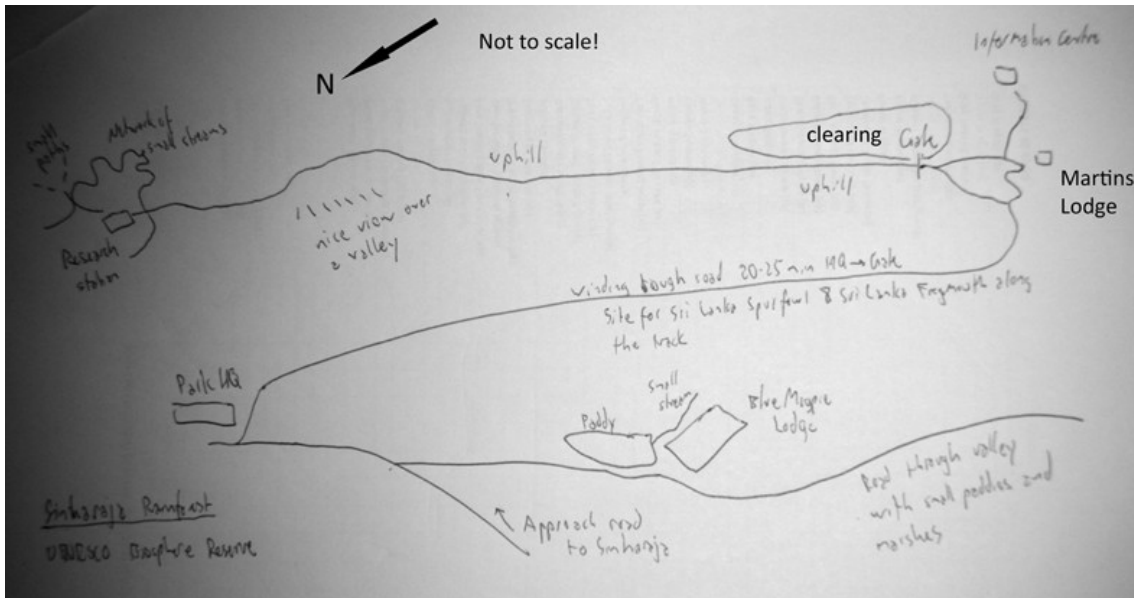 Not to scale!
N
Information Centre
Network of
small streams
small
paths
uphill
clearing
Gate
uphill
Martins
Lodge
Research
station
nice view over
a valley
Winding rough road 20-25 min HQ → Gate
Site for Sri Lanka Spurfowl & Sri Lanka Frogmouth along
the track
Park HQ
Paddy
Small
stream
Blue Magpie
Lodge
Road through valley
with small paddies and
marshes
Approach road
to Sinharaja
Sinharaja Rainforest
UNESCO Biosphere Reserve